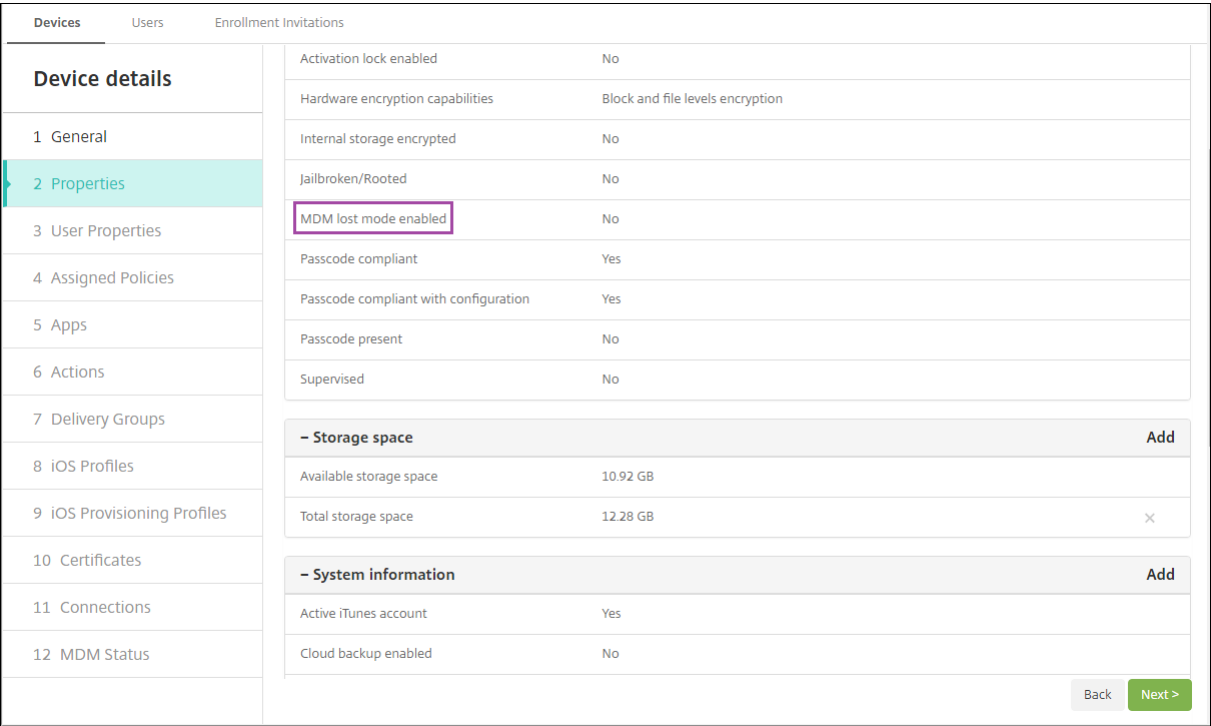 Devices Users Enrollment Invitations
Device details
1 General
2 Properties
3 User Properties
4 Assigned Policies
5 Apps
6 Actions
7 Delivery Groups
8 iOS Profiles
9 iOS Provisioning Profiles
10 Certificates
11 Connections
12 MDM Status
Activation lock enabled No
Hardware encryption capabilities Block and file levels encryption
Internal storage encrypted No
Jailbroken/Rooted No
MDM lost mode enabled No
Passcode compliant Yes
Passcode compliant with configuration Yes
Passcode present No
Supervised No
– Storage space Add
Available storage space 10.92 GB
Total storage space 12.28 GB ×
– System information Add
Active iTunes account Yes
Cloud backup enabled No
Back Next >